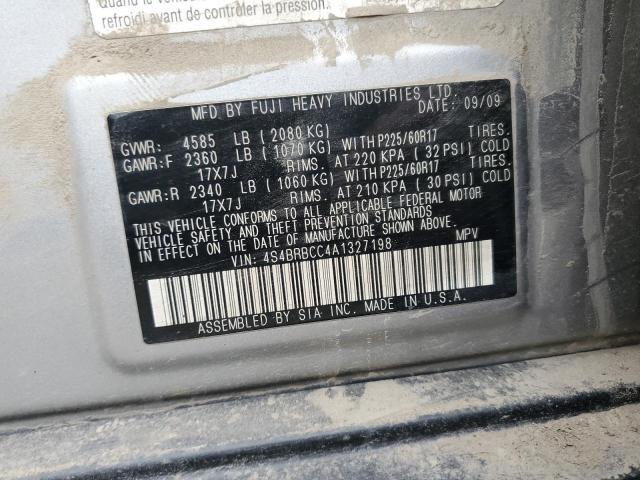 refroidi avant de contrôler la pression.
MFD BY FUJI HEAVY INDUSTRIES LTD.
DATE: 09/09
GVWR: 4585 LB (2080 KG)
GAWR:F 2360 LB (1070 KG) WITH P225/60R17 TIRES.
17X7J RIMS. AT 220 KPA (32 PSI) COLD
GAWR:R 2340 LB (1060 KG) WITH P225/60R17 TIRES.
17X7J RIMS. AT 210 KPA (30 PSI) COLD
THIS VEHICLE CONFORMS TO ALL APPLICABLE FEDERAL MOTOR
VEHICLE SAFETY AND THEFT PREVENTION STANDARDS
IN EFFECT ON THE DATE OF MANUFACTURE SHOWN ABOVE.
VIN: 4S4BRBCC4A1327198 MPV
ASSEMBLED BY SIA INC. MADE IN U.S.A.